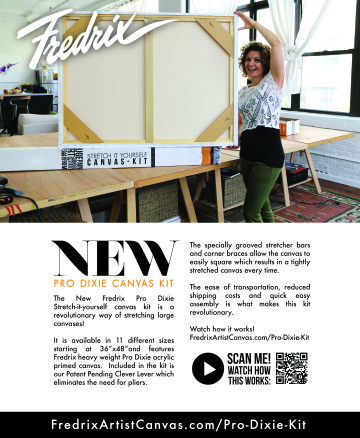 Fredrix
STRETCH IT YOURSELF
CANVAS-KIT
NEW
PRO DIXIE CANVAS KIT
The New Fredrix Pro Dixie
Stretch-it-yourself canvas kit is a
revolutionary way of stretching large
canvases!
It is available in 11 different sizes
starting at 36"x48"and features
Fredrix heavy weight Pro Dixie acrylic
primed canvas. Included in the kit is
our Patent Pending Clever Lever which
eliminates the need for pliers.
The specially grooved stretcher bars
and corner braces allow the canvas to
easily square which results in a tightly
stretched canvas every time.
The ease of transportation, reduced
shipping costs and quick easy
assembly is what makes this kit
revolutionary.
Watch how it works!
FredrixArtistCanvas.com/Pro-Dixie-Kit
SCAN ME!
WATCH HOW
THIS WORKS:
FredrixArtistCanvas.com/Pro-Dixie-Kit